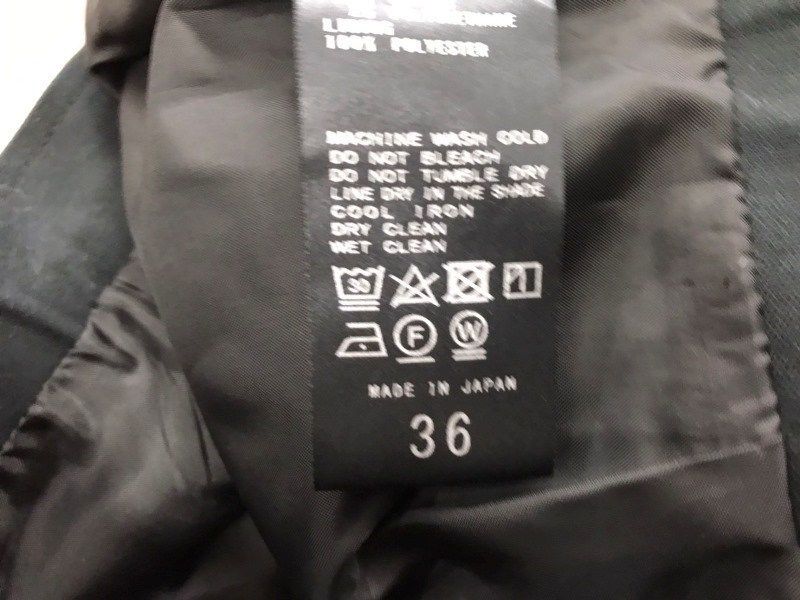 LINING
100% POLYESTER
MACHINE WASH COLD
DO NOT BLEACH
DO NOT TUMBLE DRY
LINE DRY IN THE SHADE
COOL IRON
DRY CLEAN
WET CLEAN
30
F W
MADE IN JAPAN
36